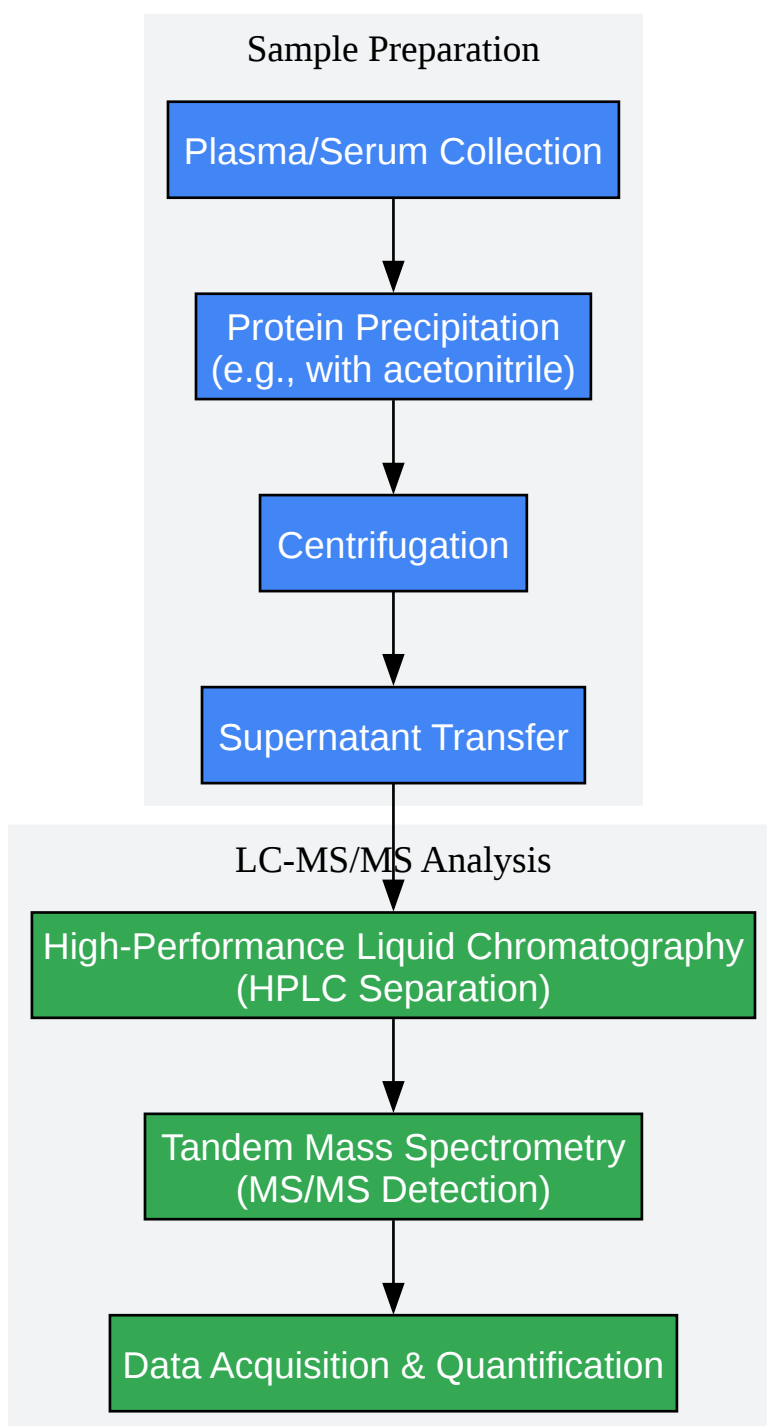 Sample Preparation
Plasma/Serum Collection
Protein Precipitation
(e.g., with acetonitrile)
Centrifugation
Supernatant Transfer
LC-MS/MS Analysis
High-Performance Liquid Chromatography
(HPLC Separation)
Tandem Mass Spectrometry
(MS/MS Detection)
Data Acquisition & Quantification